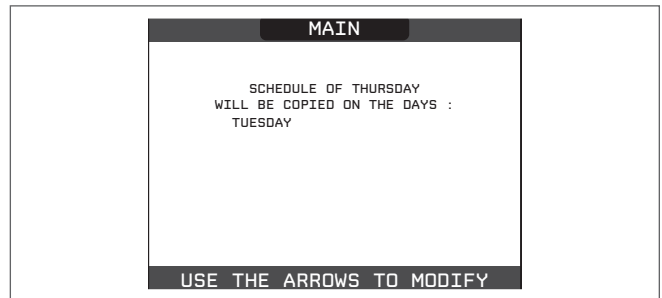 MAIN
SCHEDULE OF THURSDAY
WILL BE COPIED ON THE DAYS :
TUESDAY
USE THE ARROWS TO MODIFY